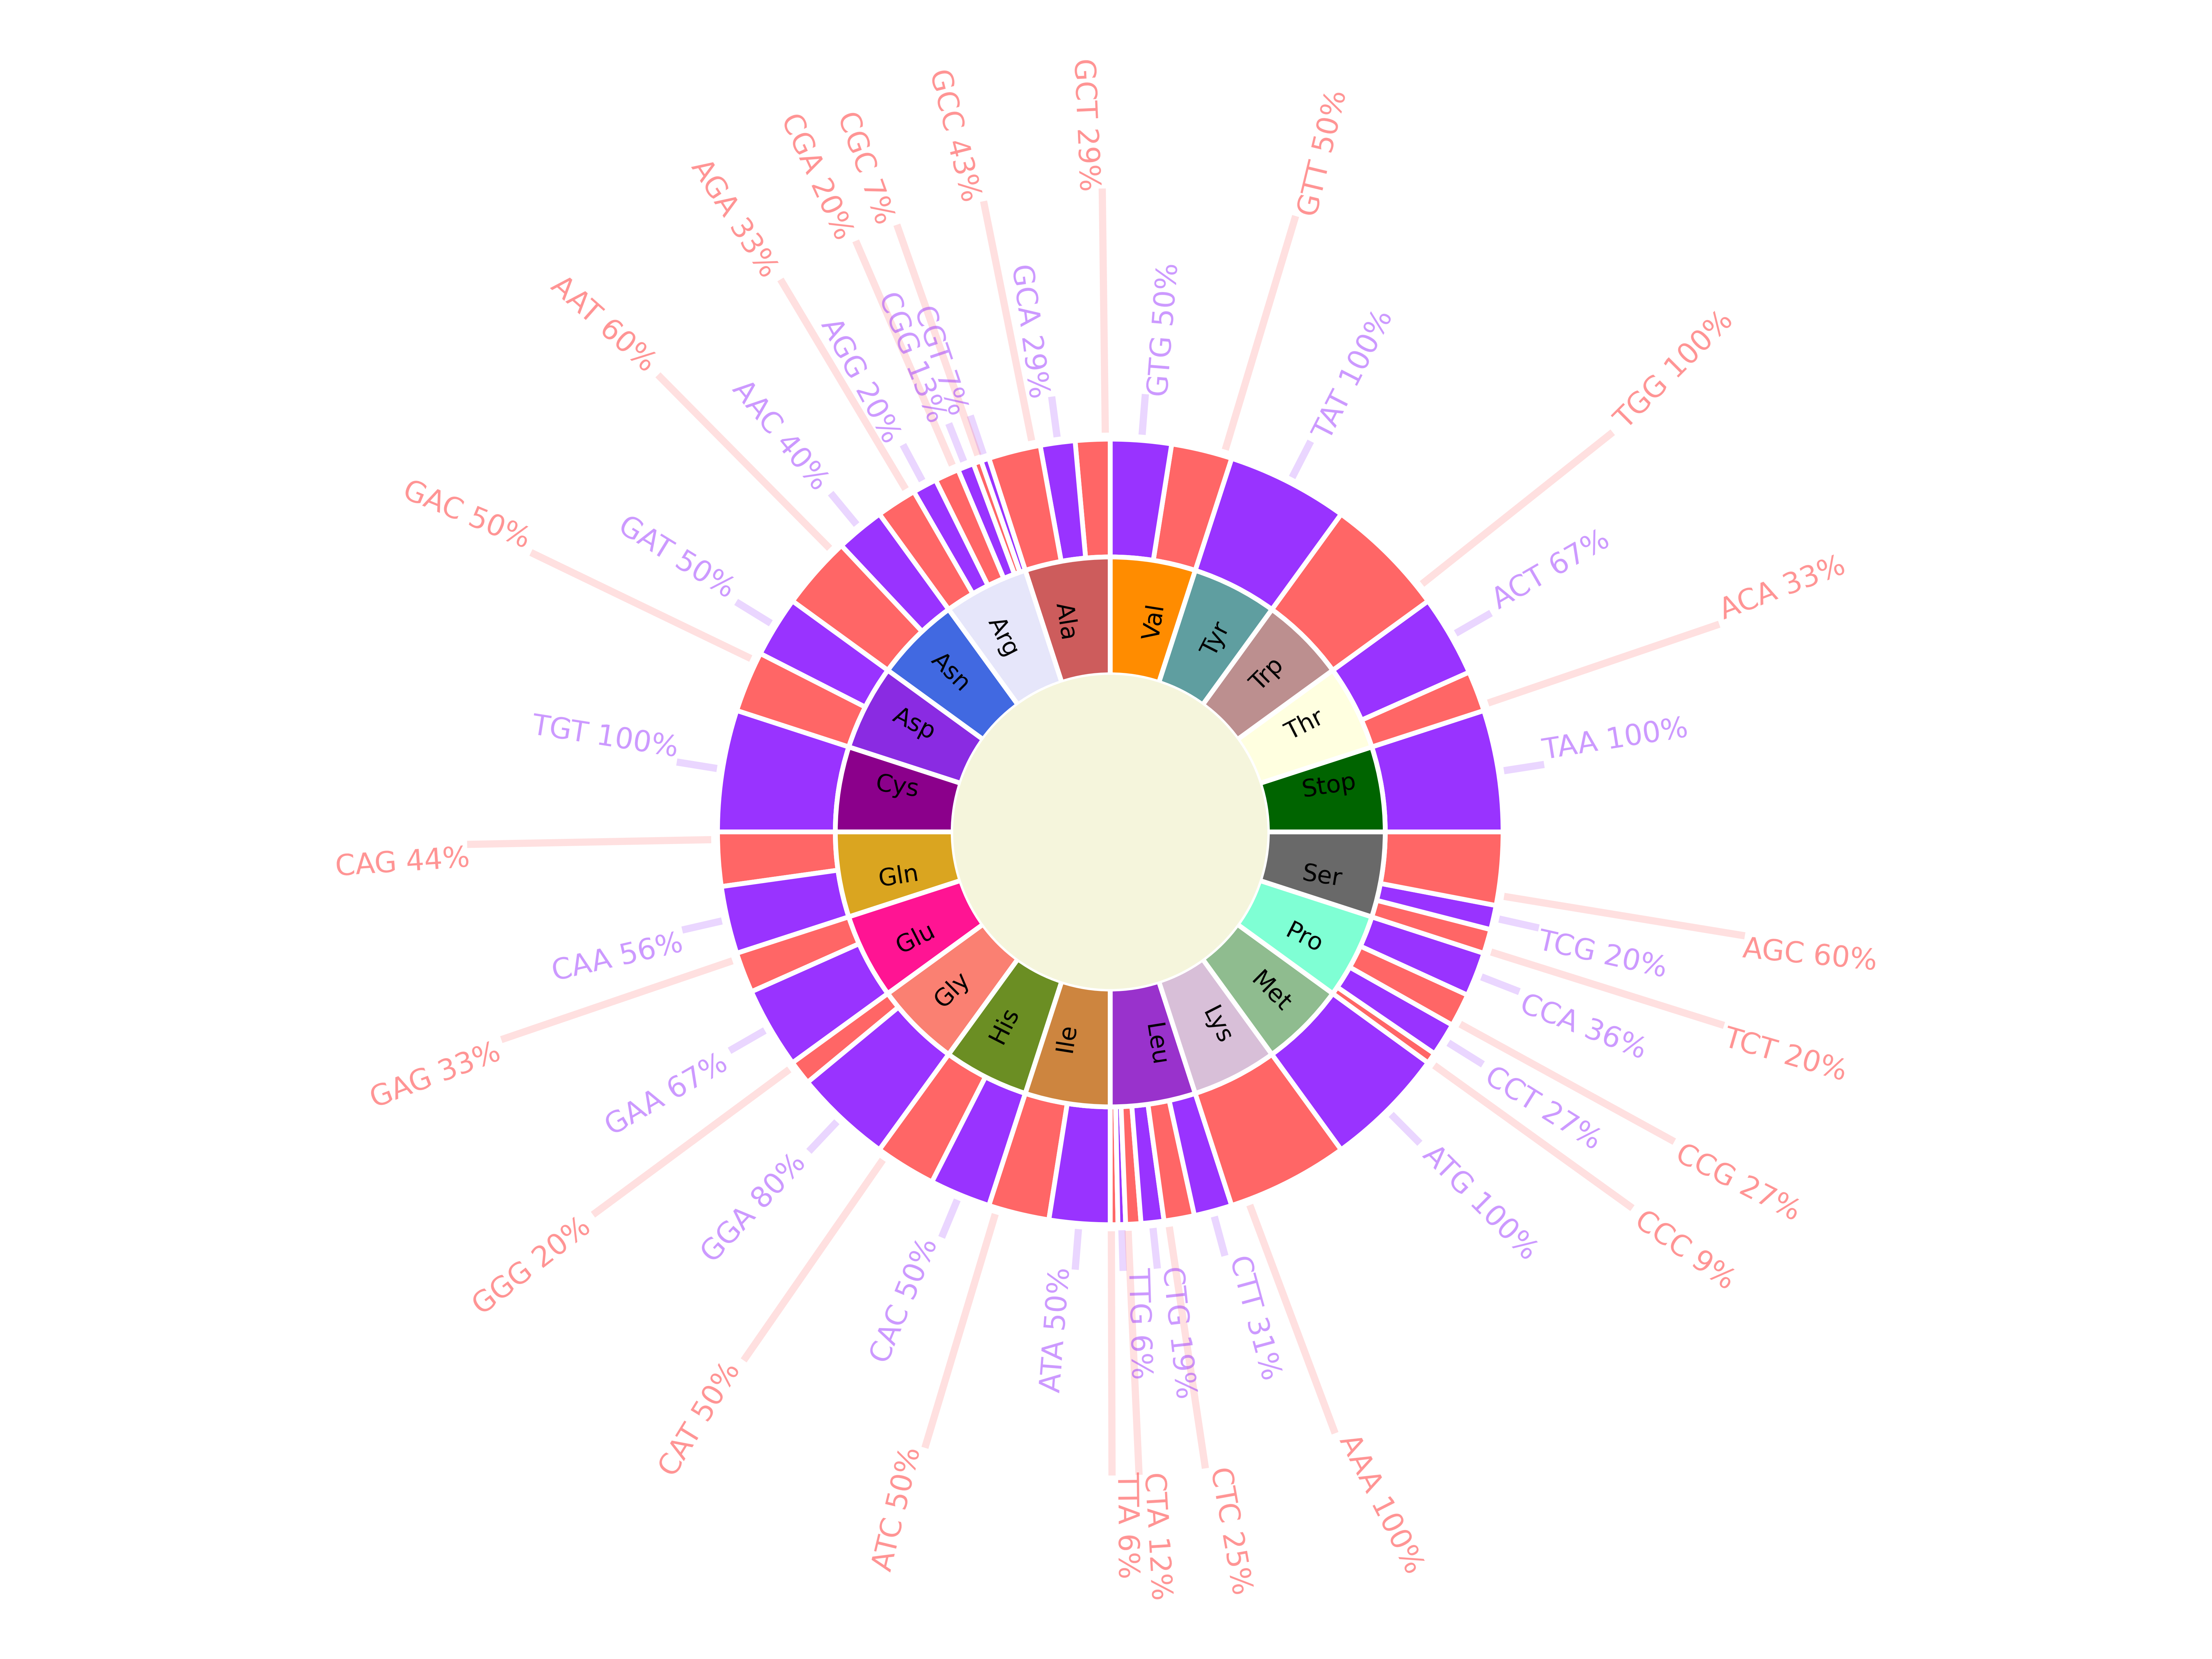 Val
Tyr
Trp
Thr
Stop
Ser
Pro
Met
Lys
Leu
Ile
His
Gly
Glu
Gln
Cys
Asp
Asn
Arg
Ala
GTG 50%
GTT 50%
TAT 100%
TGG 100%
ACT 67%
ACA 33%
TAA 100%
AGC 60%
TCG 20%
TCT 20%
CCA 36%
CCG 27%
CCT 27%
CCC 9%
ATG 100%
AAA 100%
CTT 31%
CTC 25%
CTG 19%
CTA 12%
TTG 6%
TTA 6%
ATA 50%
ATC 50%
CAC 50%
CAT 50%
GGA 80%
GGG 20%
GAA 67%
GAG 33%
CAA 56%
CAG 44%
TGT 100%
GAC 50%
GAT 50%
AAT 60%
AAC 40%
AGA 33%
AGG 20%
CGA 20%
CGG 13%
CGC 7%
CGT 7%
GCC 43%
GCA 29%
GCT 29%